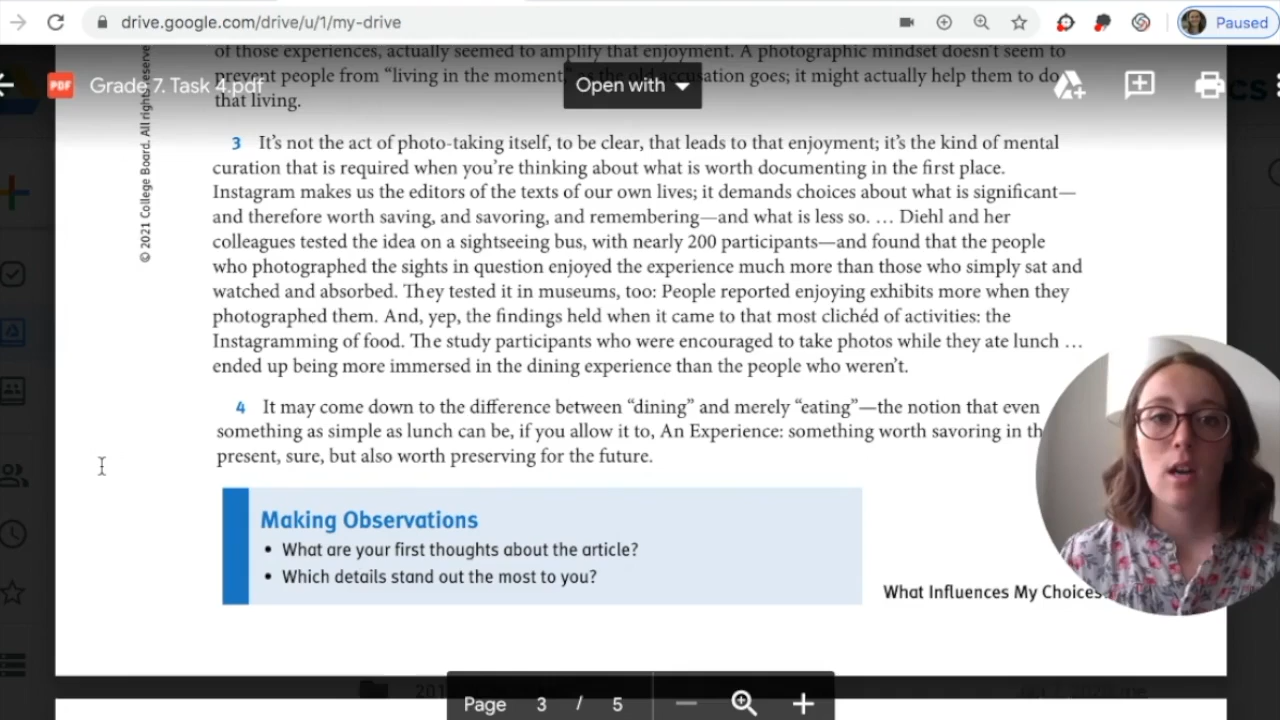 drive.google.com/drive/u/1/my-drive
Paused
of those experiences, actually seemed to amplify that enjoyment. A photographic mindset doesn't seem to
prevent people from “living in the moment,” as the old accusation goes; it might actually help them to do
that living.
PDF Grade 7. Task 4.pdf
Open with
© 2021 College Board. All rights reserve
3 It's not the act of photo-taking itself, to be clear, that leads to that enjoyment; it's the kind of mental
curation that is required when you're thinking about what is worth documenting in the first place.
Instagram makes us the editors of the texts of our own lives; it demands choices about what is significant—
and therefore worth saving, and savoring, and remembering—and what is less so. … Diehl and her
colleagues tested the idea on a sightseeing bus, with nearly 200 participants—and found that the people
who photographed the sights in question enjoyed the experience much more than those who simply sat and
watched and absorbed. They tested it in museums, too: People reported enjoying exhibits more when they
photographed them. And, yep, the findings held when it came to that most clichéd of activities: the
Instagramming of food. The study participants who were encouraged to take photos while they ate lunch …
ended up being more immersed in the dining experience than the people who weren't.
4 It may come down to the difference between “dining” and merely “eating”—the notion that even
something as simple as lunch can be, if you allow it to, An Experience: something worth savoring in th
present, sure, but also worth preserving for the future.
Making Observations
• What are your first thoughts about the article?
• Which details stand out the most to you?
What Influences My Choices
Page 3 / 5